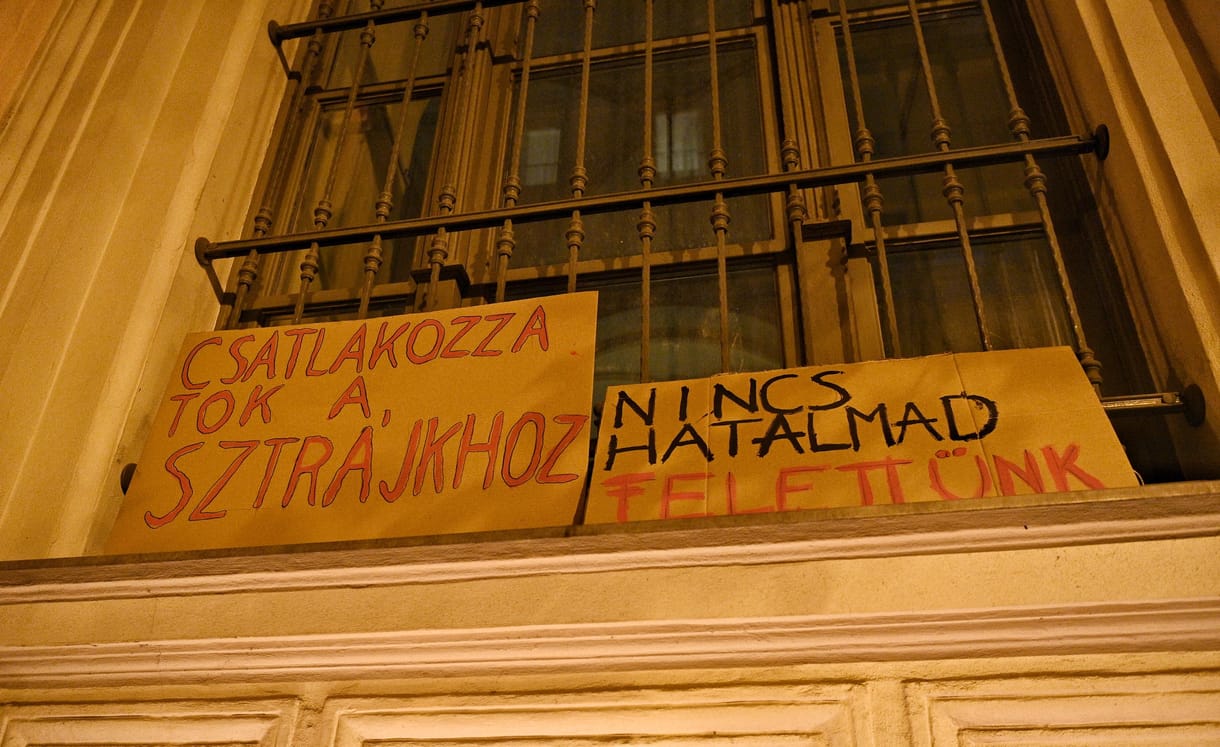 CSATLAKOZZA
TOK A,
SZTRÁJKHOZ
NINCS
HATALMAD
FELETTÜNK